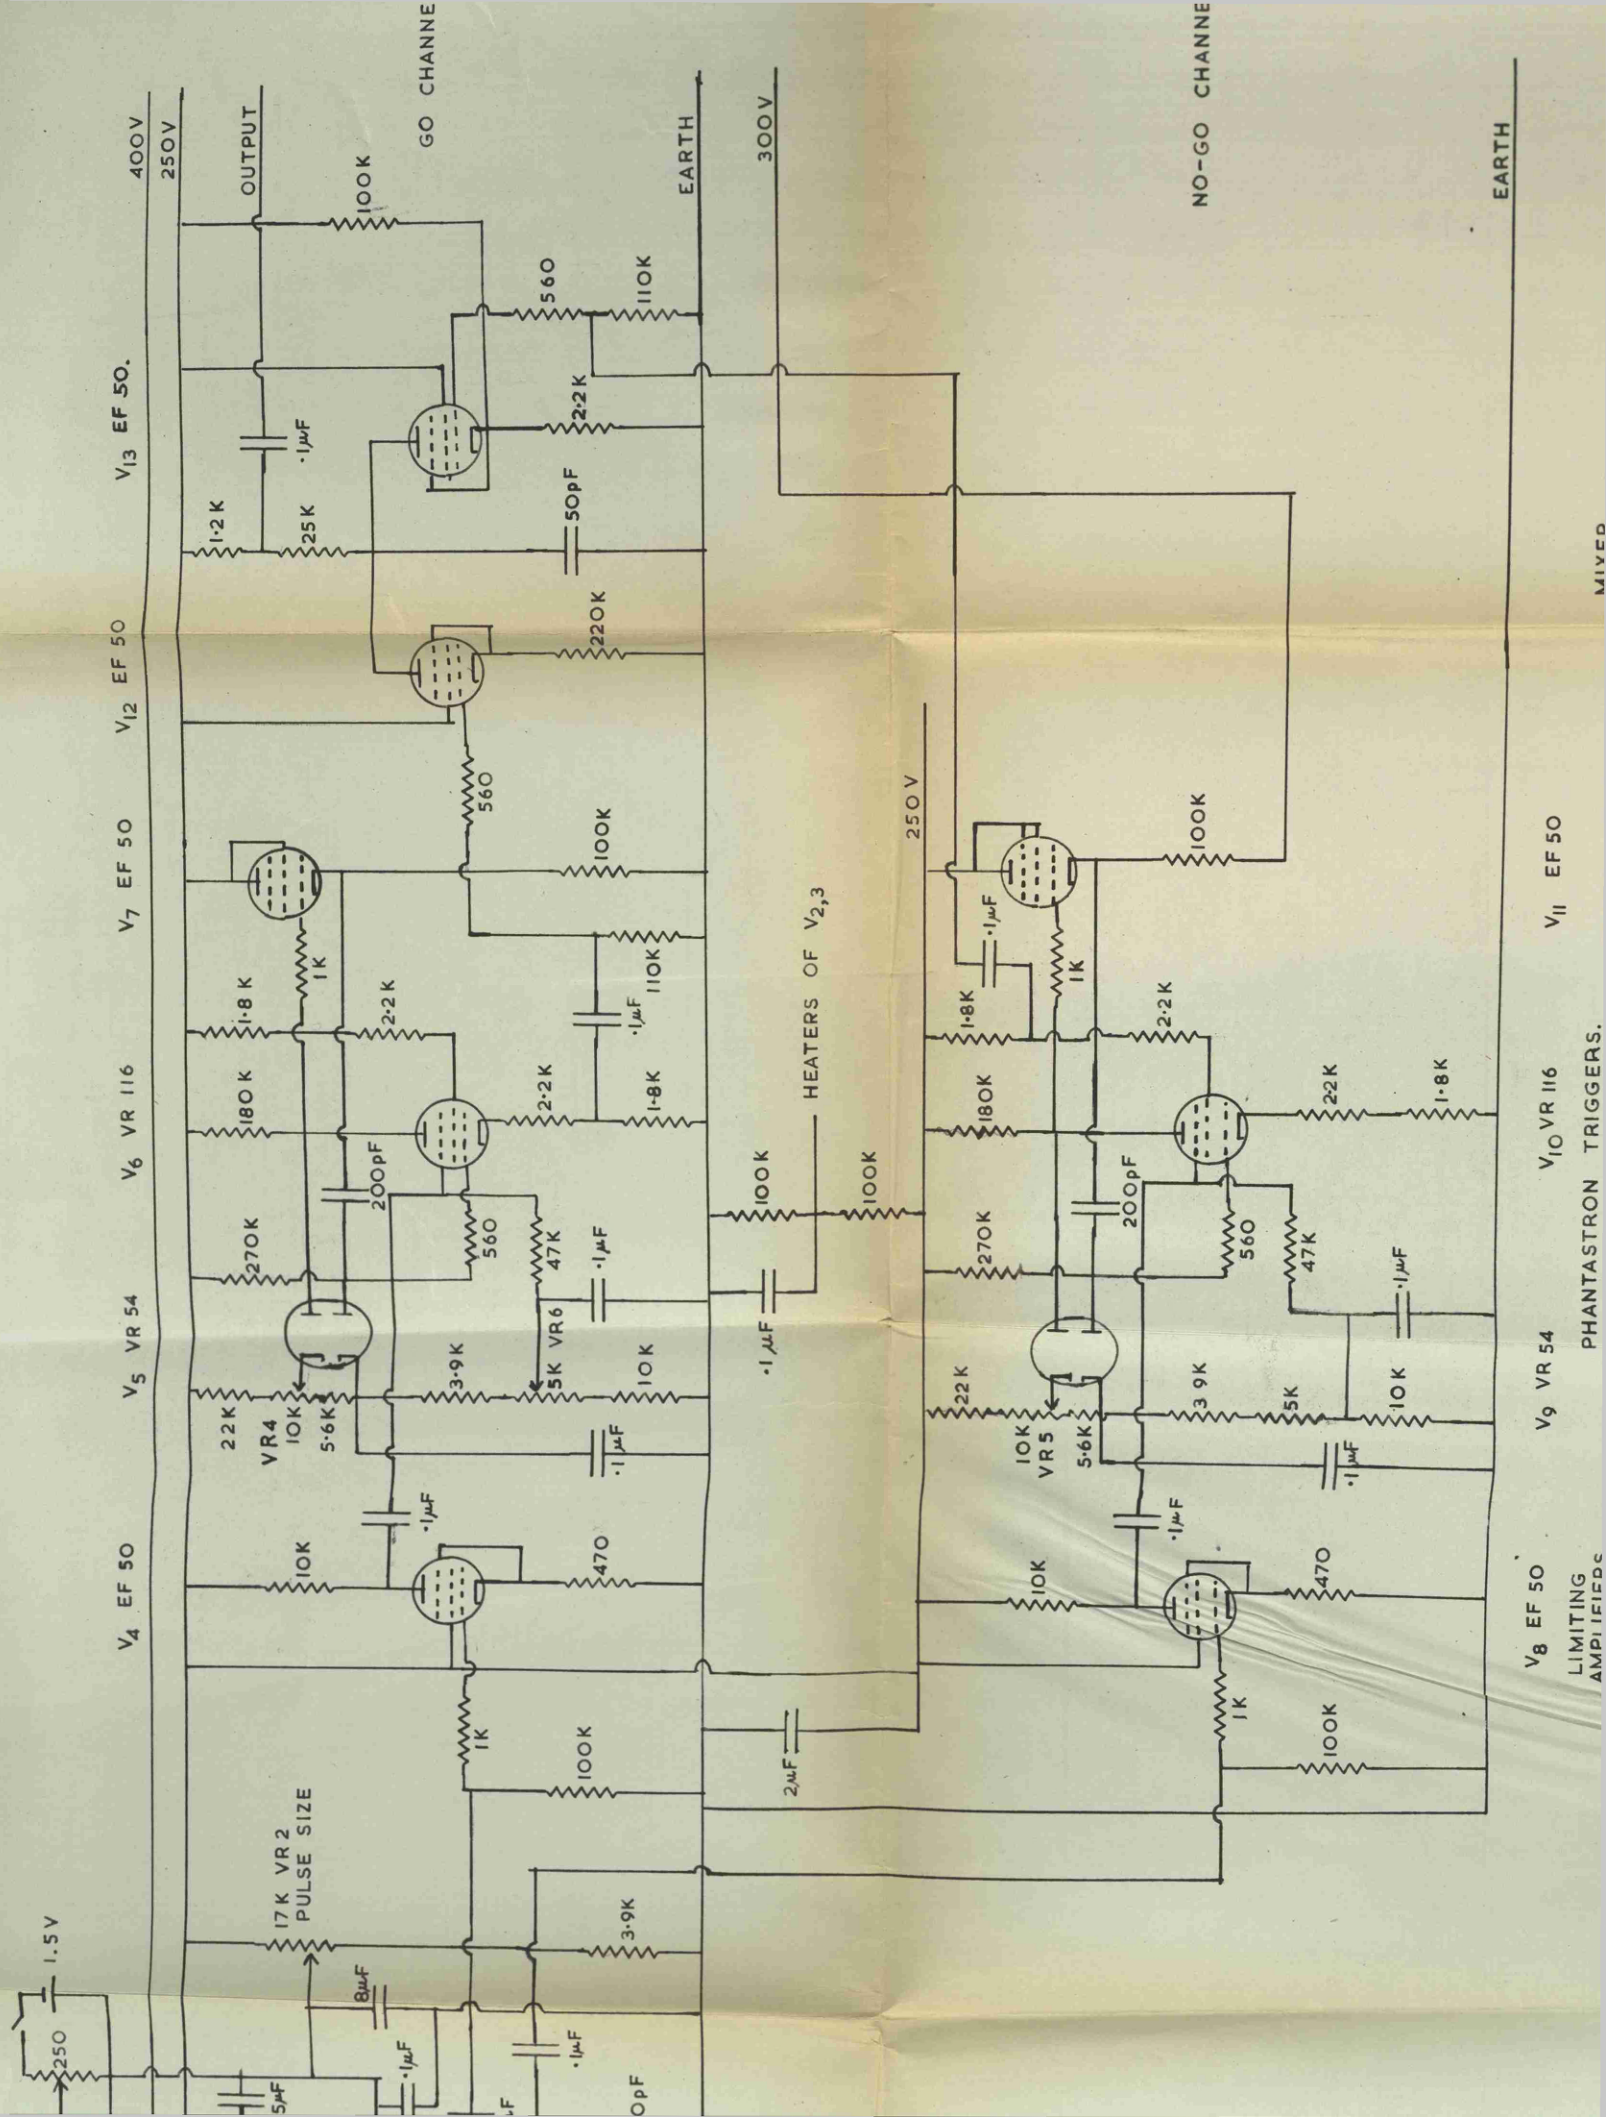 1.5V
250
5µF
.1µF
8µF
17K VR2
PULSE SIZE
3.9K
.1µF
V4 EF 50
V5 VR 54
V6 VR 116
V7 EF 50
V12 EF 50
V13 EF 50.
400V
250V
OUTPUT
GO CHANNE
EARTH
300V
NO-GO CHANNE
EARTH
10K
.1µF
470
1K
100K
2µF
22K
VR4
10K
5.6K
3.9K
5K VR6
10K
.1µF
270K
200pF
560
47K
.1µF
180K
1.8K
2.2K
2.2K
1.8K
1K
.1µF
110K
100K
560
220K
1.2K
25K
.1µF
50pF
2.2K
560
110K
100K
100K
100K
.1µF
HEATERS OF V2,3
250V
10K
.1µF
470
1K
100K
22K
10K
VR5
5.6K
3 9K
5K
10K
.1µF
270K
200pF
560
47K
.1µF
180K
1.8K
2.2K
2.2K
1.8K
.1µF
1K
100K
V8 EF 50
LIMITING
AMPLIFIERS
V9 VR 54
V10 VR 116
PHANTASTRON TRIGGERS.
V11 EF 50
MIXER